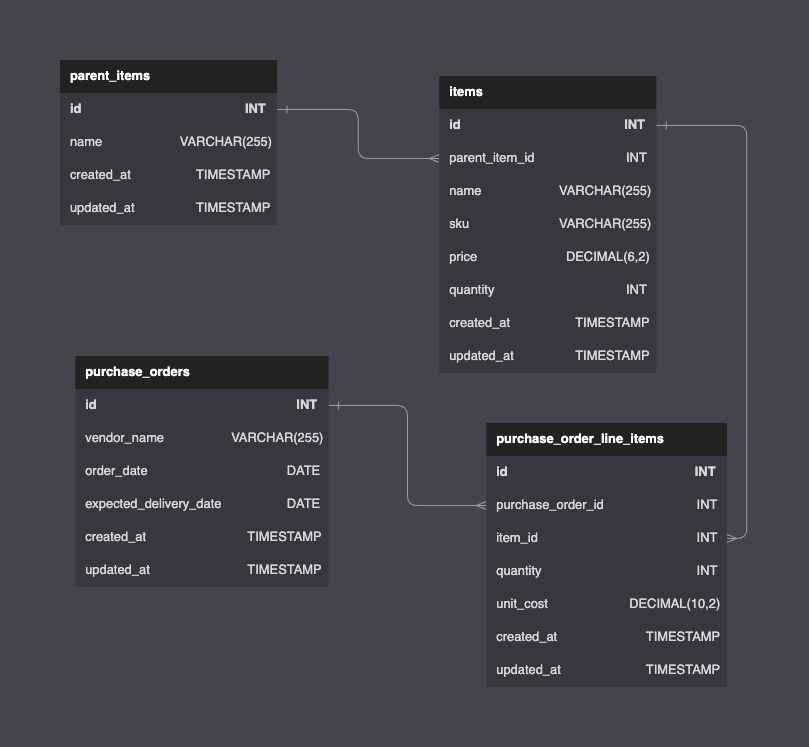 parent_items
id INT
name VARCHAR(255)
created_at TIMESTAMP
updated_at TIMESTAMP
items
id INT
parent_item_id INT
name VARCHAR(255)
sku VARCHAR(255)
price DECIMAL(6,2)
quantity INT
created_at TIMESTAMP
updated_at TIMESTAMP
purchase_orders
id INT
vendor_name VARCHAR(255)
order_date DATE
expected_delivery_date DATE
created_at TIMESTAMP
updated_at TIMESTAMP
purchase_order_line_items
id INT
purchase_order_id INT
item_id INT
quantity INT
unit_cost DECIMAL(10,2)
created_at TIMESTAMP
updated_at TIMESTAMP